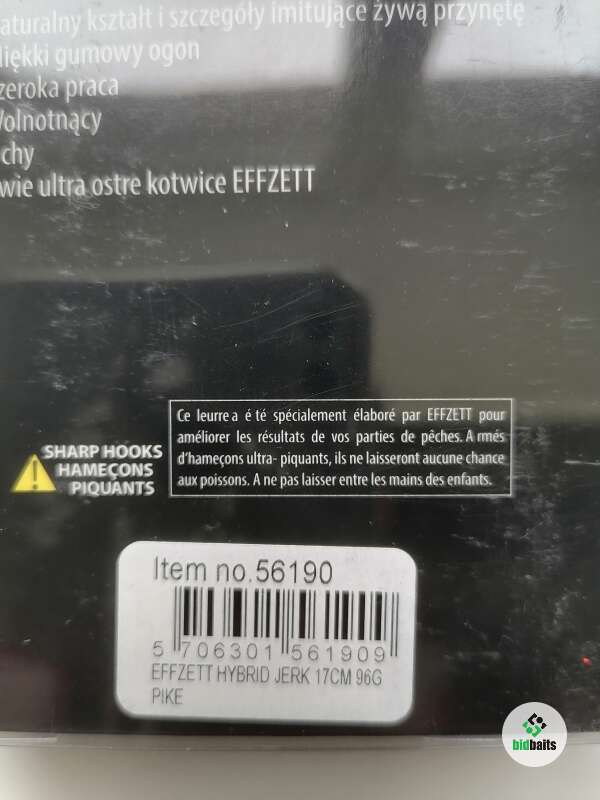 naturalny kształt i szczegóły imitujące żywą przynętę
Miękki gumowy ogon
zeroka praca
Wolnotnący
chy
wie ultra ostre kotwice EFFZETT
Ce leurre a é té spécialement élaboré par EFFZETT pour
améliorer les résultats de vos parties de pêches. A rmés
d'hameçons ultra- piquants, ils ne laisseront aucune chance
aux poissons. A ne pas laisser entre les mains des enfants.
SHARP HOOKS
HAMEÇONS
PIQUANTS
Item no.56190
5 706301 561909
EFFZETT HYBRID JERK 17CM 96G
PIKE
bidbaits